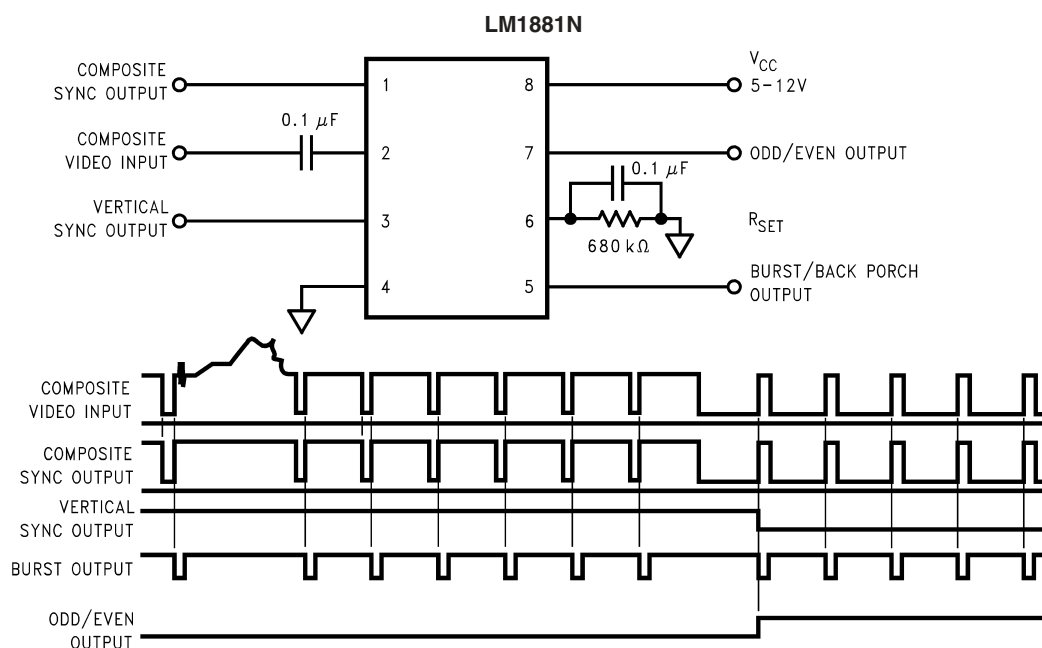 LM1881N
COMPOSITE
SYNC OUTPUT
1
8
VCC
5-12V
COMPOSITE
VIDEO INPUT
0.1 μF
2
7
ODD/EVEN OUTPUT
VERTICAL
SYNC OUTPUT
3
6
0.1 μF
680 kΩ
RSET
4
5
BURST/BACK PORCH
OUTPUT
COMPOSITE
VIDEO INPUT
COMPOSITE
SYNC OUTPUT
VERTICAL
SYNC OUTPUT
BURST OUTPUT
ODD/EVEN
OUTPUT